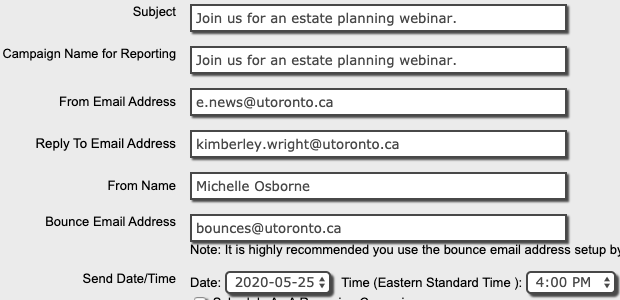 Subject Join us for an estate planning webinar.
Campaign Name for Reporting Join us for an estate planning webinar.
From Email Address e.news@utoronto.ca
Reply To Email Address kimberley.wright@utoronto.ca
From Name Michelle Osborne
Bounce Email Address bounces@utoronto.ca
Note: It is highly recommended you use the bounce email address setup by
Send Date/Time Date: 2020-05-25 Time (Eastern Standard Time ): 4:00 PM